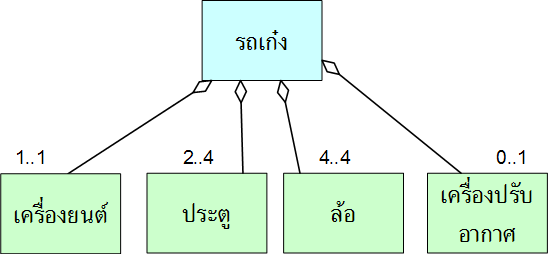 รถเก๋ง
1..1
2..4
4..4
0..1
เครื่องยนต์
ประตู
ล้อ
เครื่องปรับ
อากาศ